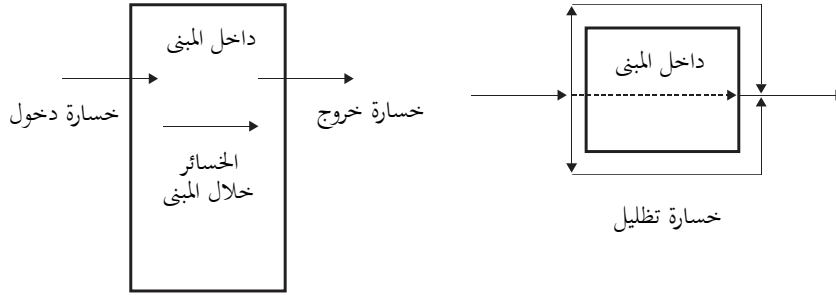 داخل المبنى
خسارة دخول
خسارة خروج
الخسائر
خلال المبنى
داخل المبنى
خسارة تظليل